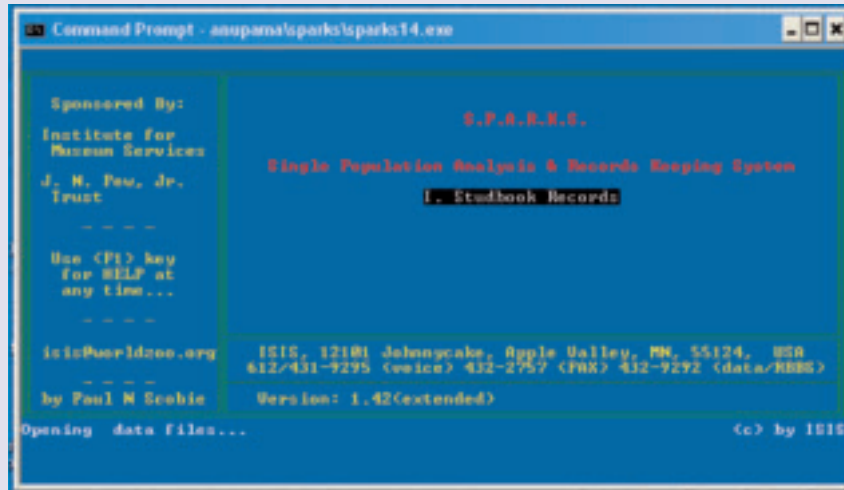 Command Prompt - anupama\sparks\sparks14.exe
Sponsored By:
Institute for
Museum Services
J. N. Pew, Jr.
Trust
- - - -
Use <F1> key
for HELP at
any time...
- - - -
isis@worldzoo.org
- - - -
by Paul N Scobie
S.P.A.R.K.S.
Single Population Analysis & Records Keeping System
1. Studbook Records
ISIS, 12101 Johnnycake, Apple Valley, MN, 55124, USA
612/431-9295 <voice> 432-2757 <FAX> 432-9292 <data/RBBS>
Version: 1.42<extended>
Opening data files...
<c> by ISIS